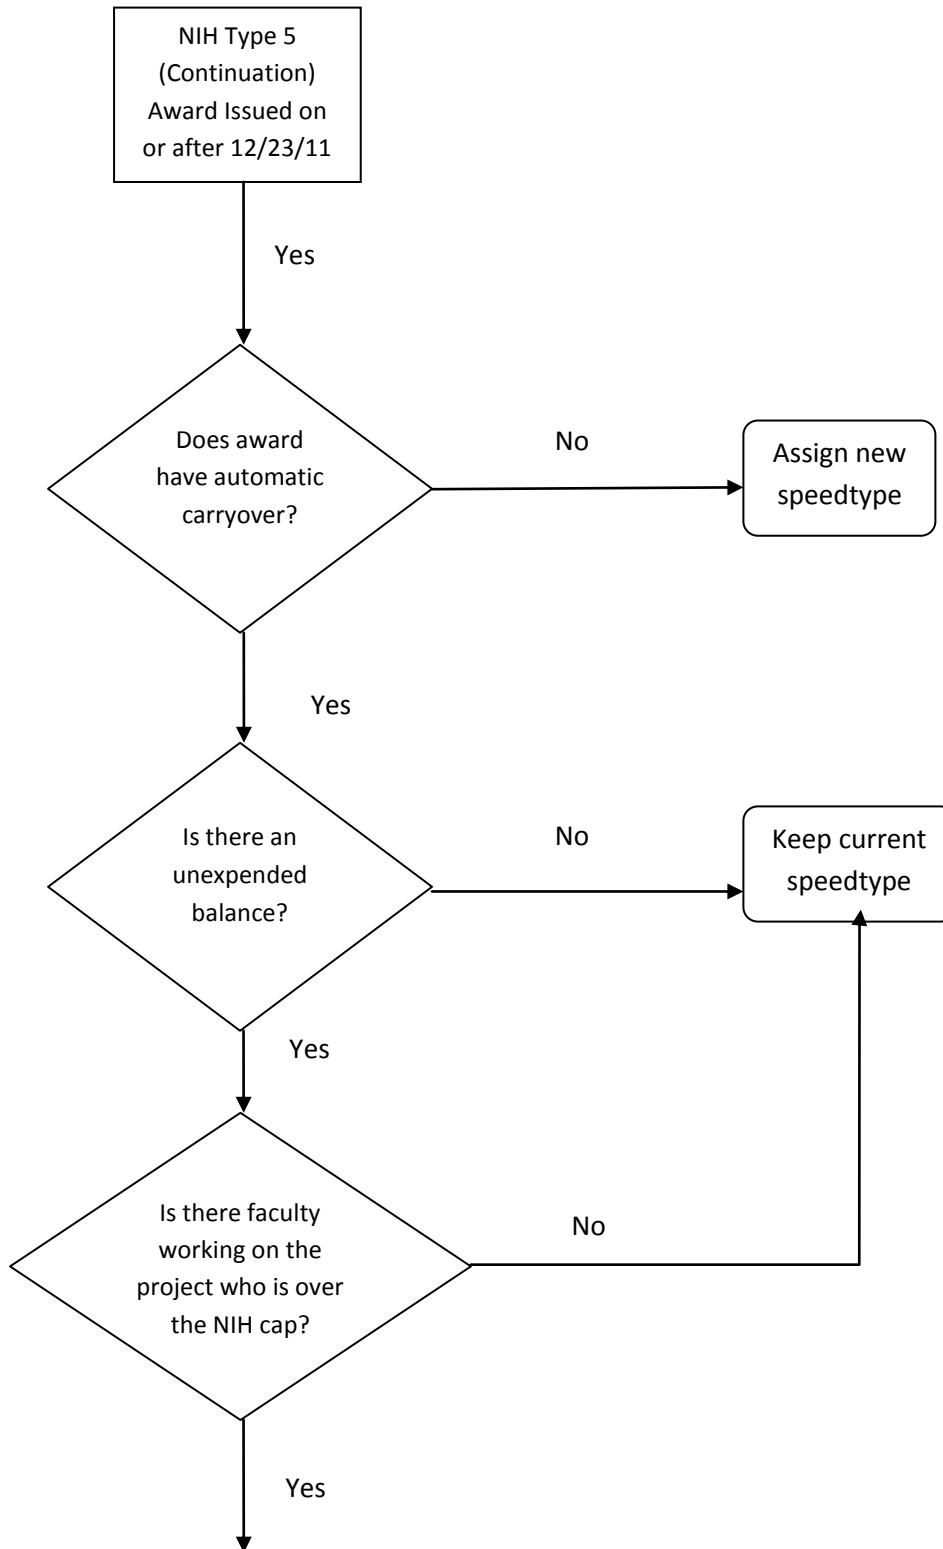 NIH Type 5
(Continuation)
Award Issued on
or after 12/23/11
Yes
Does award
have automatic
carryover?
No
Assign new
speedtype
Yes
Is there an
unexpended
balance?
No
Keep current
speedtype
Yes
Is there faculty
working on the
project who is over
the NIH cap?
No
Yes